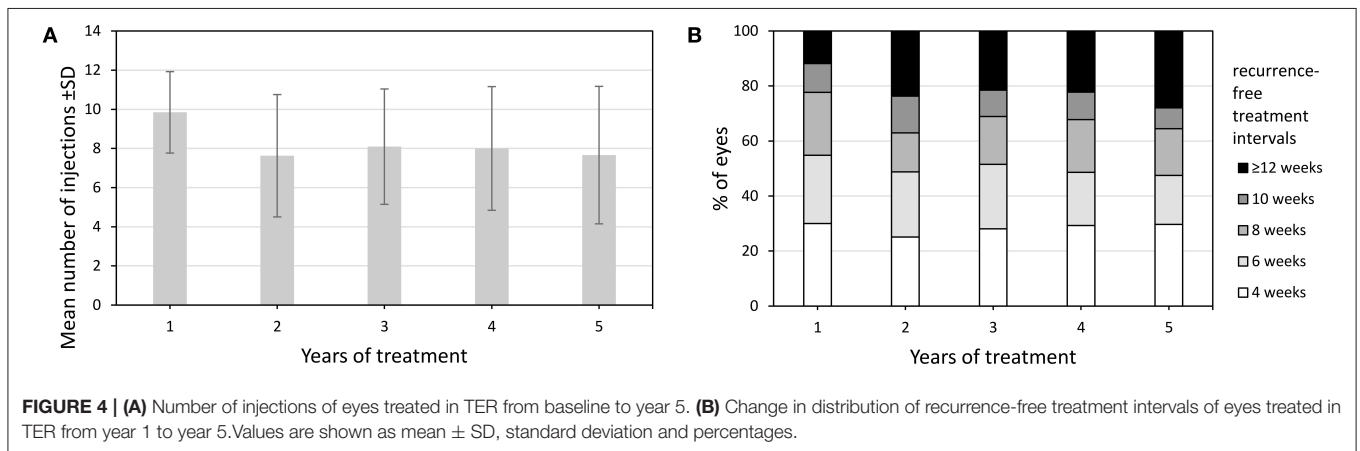 A
Mean number of injections ±SD
14
12
10
8
6
4
2
0
1 2 3 4 5
Years of treatment
B
% of eyes
100
80
60
40
20
0
1 2 3 4 5
Years of treatment
recurrence-
free
treatment
intervals
≥12 weeks
10 weeks
8 weeks
6 weeks
4 weeks
FIGURE 4 | (A) Number of injections of eyes treated in TER from baseline to year 5. (B) Change in distribution of recurrence-free treatment intervals of eyes treated in
TER from year 1 to year 5.Values are shown as mean ± SD, standard deviation and percentages.